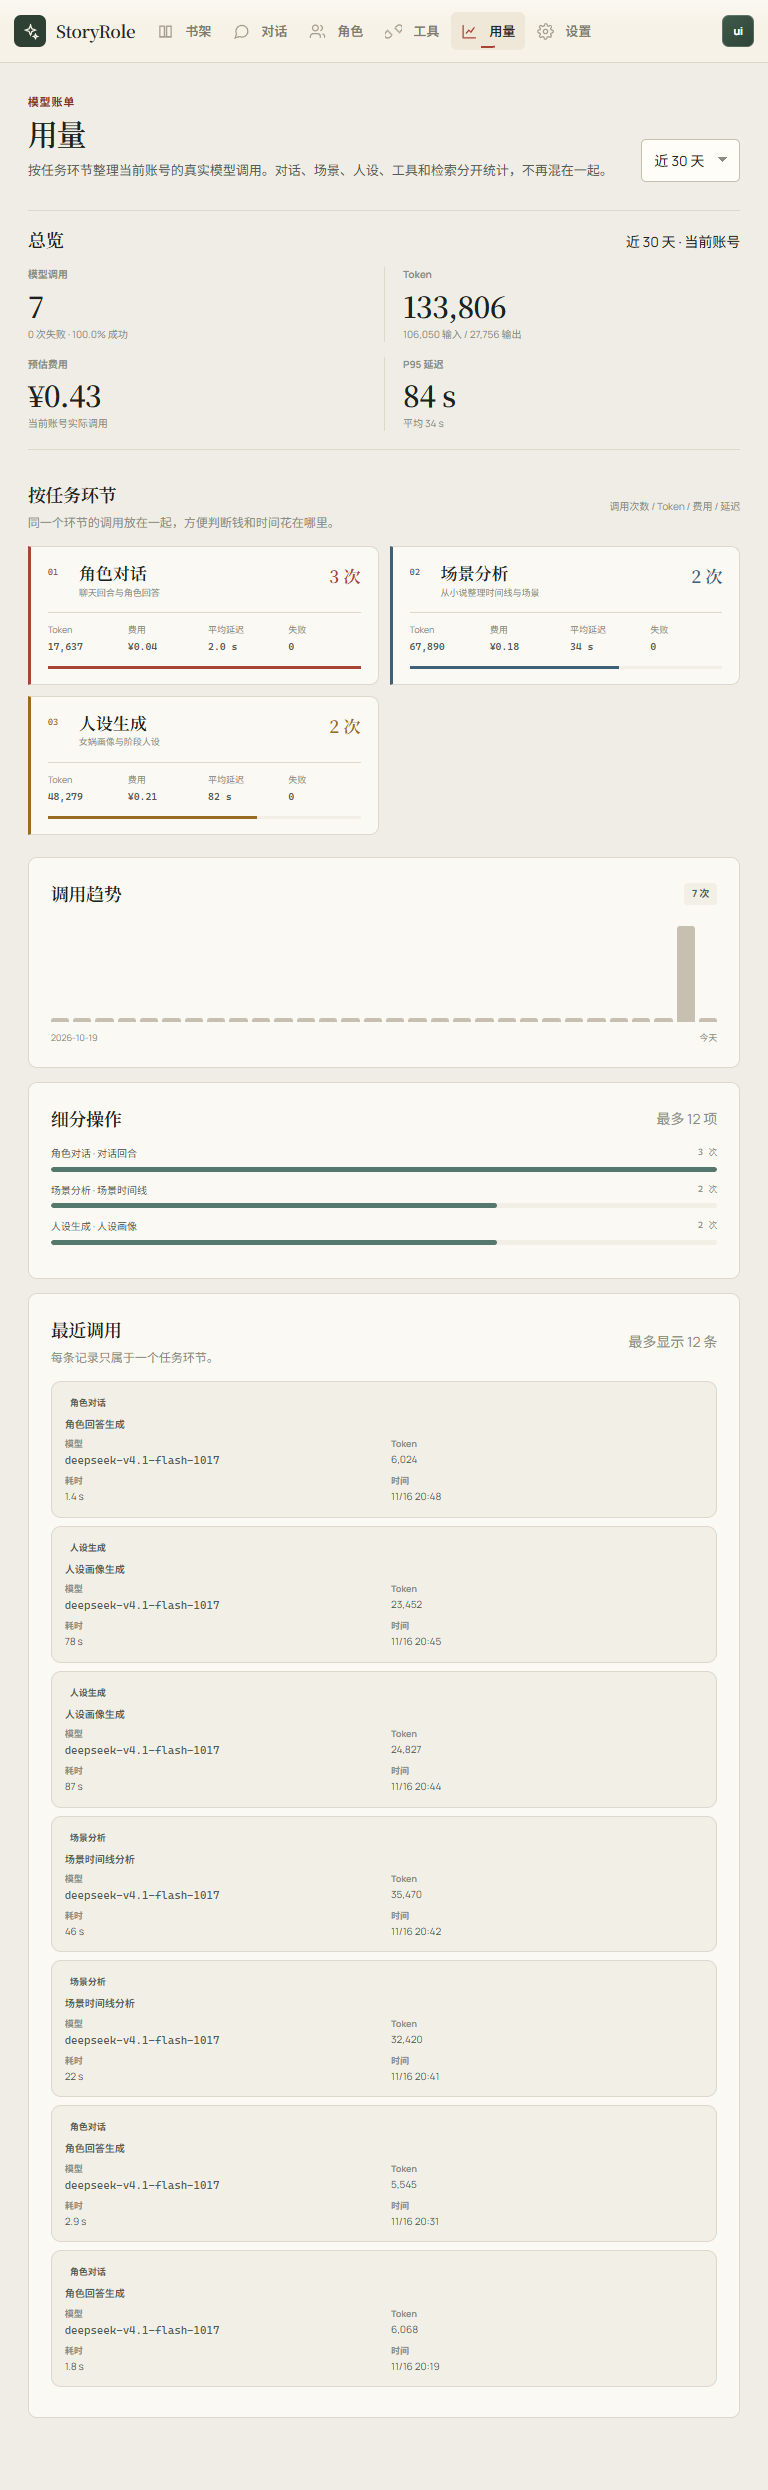 StoryRole 书架 对话 角色 工具 用量 设置 ui
模型账单
用量
按任务环节整理当前账号的真实模型调用。对话、场景、人设、工具和检索分开统计，不再混在一起。
近 30 天
总览
近 30 天 · 当前账号
模型调用
7
0 次失败 · 100.0% 成功
Token
133,806
106,050 输入 / 27,756 输出
预估费用
¥0.43
当前账号实际调用
P95 延迟
84 s
平均 34 s
按任务环节
同一个环节的调用放在一起，方便判断钱和时间花在哪里。
调用次数 / Token / 费用 / 延迟
01 角色对话 3 次
聊天回合与角色回答
Token 费用 平均延迟 失败
17,637 ¥0.04 2.0 s 0
02 场景分析 2 次
从小说整理时间线与场景
Token 费用 平均延迟 失败
67,890 ¥0.18 34 s 0
03 人设生成 2 次
女娲画像与阶段人设
Token 费用 平均延迟 失败
48,279 ¥0.21 82 s 0
调用趋势
7 次
2026-10-19 今天
细分操作
最多 12 项
角色对话 · 对话回合 3 次
场景分析 · 场景时间线 2 次
人设生成 · 人设画像 2 次
最近调用
每条记录只属于一个任务环节。
最多显示 12 条
角色对话
角色回答生成
模型 Token
deepseek-v4.1-flash-1017 6,024
耗时 时间
1.4 s 11/16 20:48
人设生成
人设画像生成
模型 Token
deepseek-v4.1-flash-1017 23,452
耗时 时间
78 s 11/16 20:45
人设生成
人设画像生成
模型 Token
deepseek-v4.1-flash-1017 24,827
耗时 时间
87 s 11/16 20:44
场景分析
场景时间线分析
模型 Token
deepseek-v4.1-flash-1017 35,470
耗时 时间
46 s 11/16 20:42
场景分析
场景时间线分析
模型 Token
deepseek-v4.1-flash-1017 32,420
耗时 时间
22 s 11/16 20:41
角色对话
角色回答生成
模型 Token
deepseek-v4.1-flash-1017 5,545
耗时 时间
2.9 s 11/16 20:31
角色对话
角色回答生成
模型 Token
deepseek-v4.1-flash-1017 6,068
耗时 时间
1.8 s 11/16 20:19